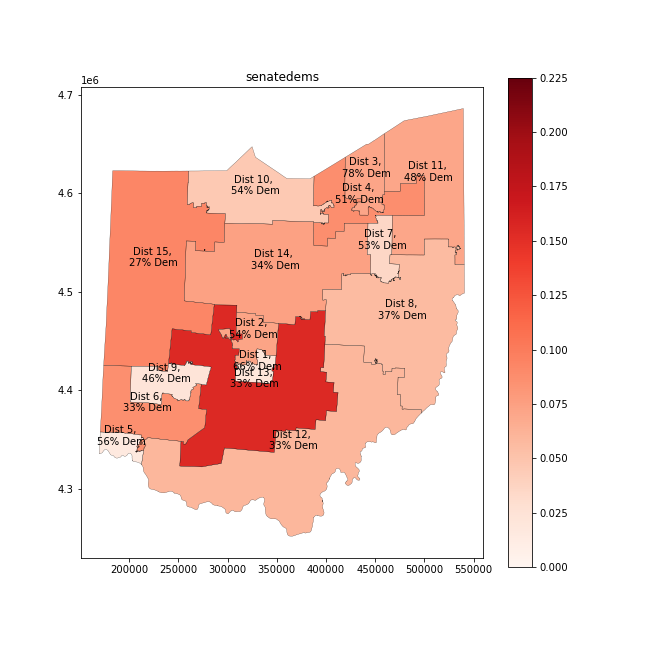 senatedems
1e6
4.7
4.6
4.5
4.4
4.3
200000 250000 300000 350000 400000 450000 500000 550000
Dist 3,
78% Dem
Dist 11,
48% Dem
Dist 10,
54% Dem
Dist 4,
51% Dem
Dist 7,
53% Dem
Dist 15,
27% Dem
Dist 14,
34% Dem
Dist 8,
37% Dem
Dist 2,
54% Dem
Dist 1,
66% Dem
Dist 13,
33% Dem
Dist 9,
46% Dem
Dist 6,
33% Dem
Dist 5,
56% Dem
Dist 12,
33% Dem
0.225
0.200
0.175
0.150
0.125
0.100
0.075
0.050
0.025
0.000